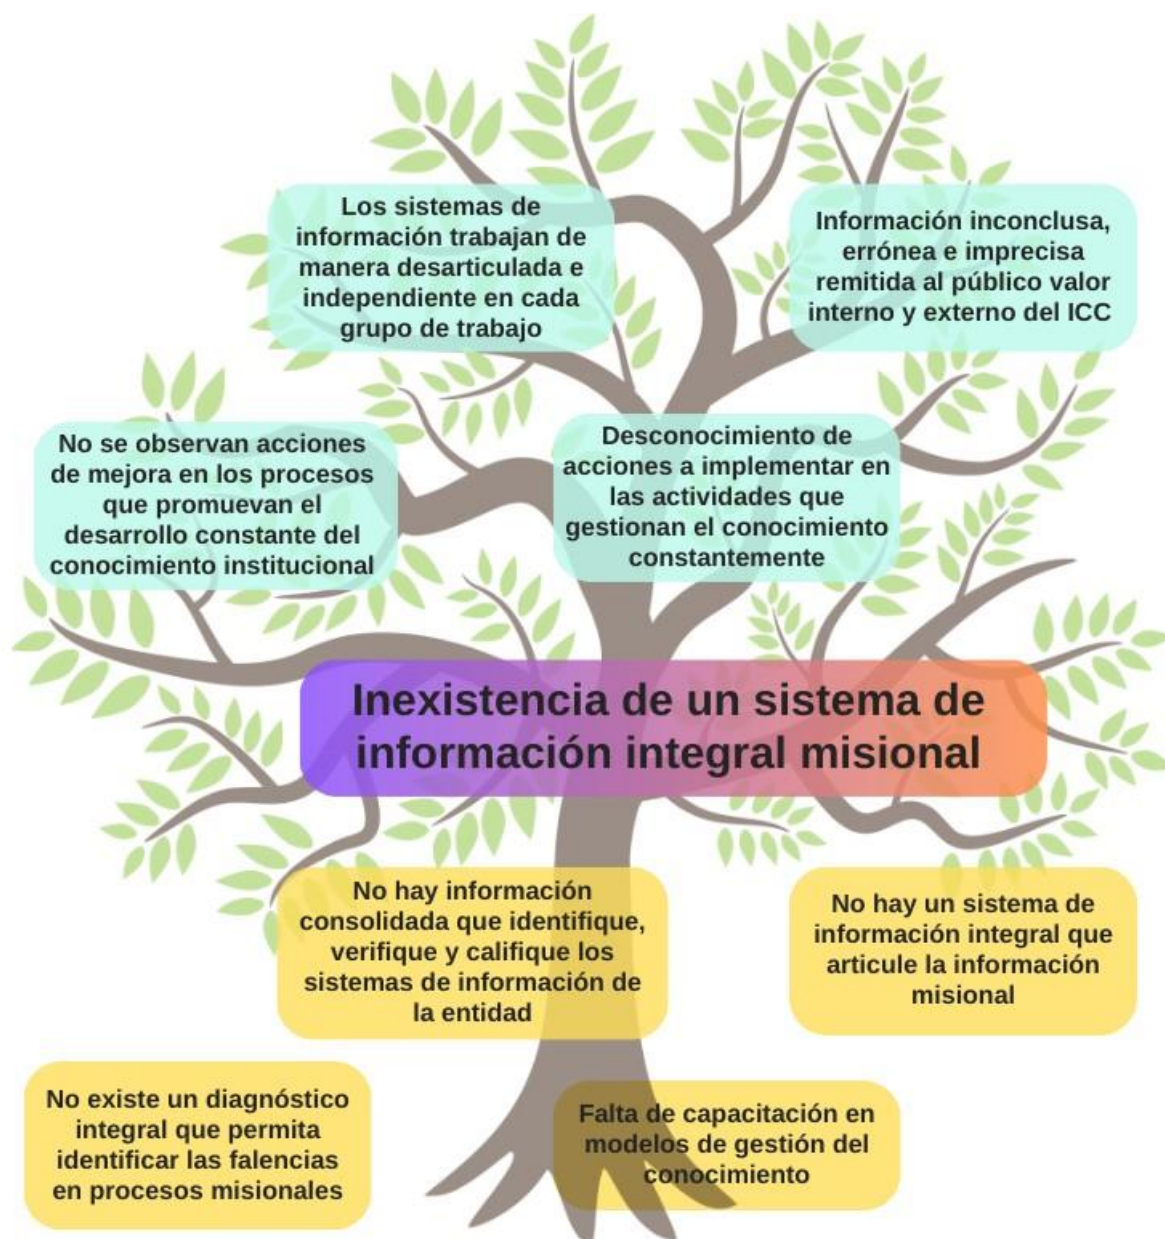 Los sistemas de
información trabajan de
manera desarticulada e
independiente en cada
grupo de trabajo
Información inconclusa,
errónea e imprecisa
remitida al público valor
interno y externo del ICC
No se observan acciones
de mejora en los procesos
que promuevan el
desarrollo constante del
conocimiento institucional
Desconocimiento de
acciones a implementar en
las actividades que
gestionan el conocimiento
constantemente
Inexistencia de un sistema de
información integral misional
No hay información
consolidada que identifique,
verifique y califique los
sistemas de información de
la entidad
No hay un sistema de
información integral que
articule la información
misional
No existe un diagnóstico
integral que permita
identificar las falencias
en procesos misionales
Falta de capacitación en
modelos de gestión del
conocimiento